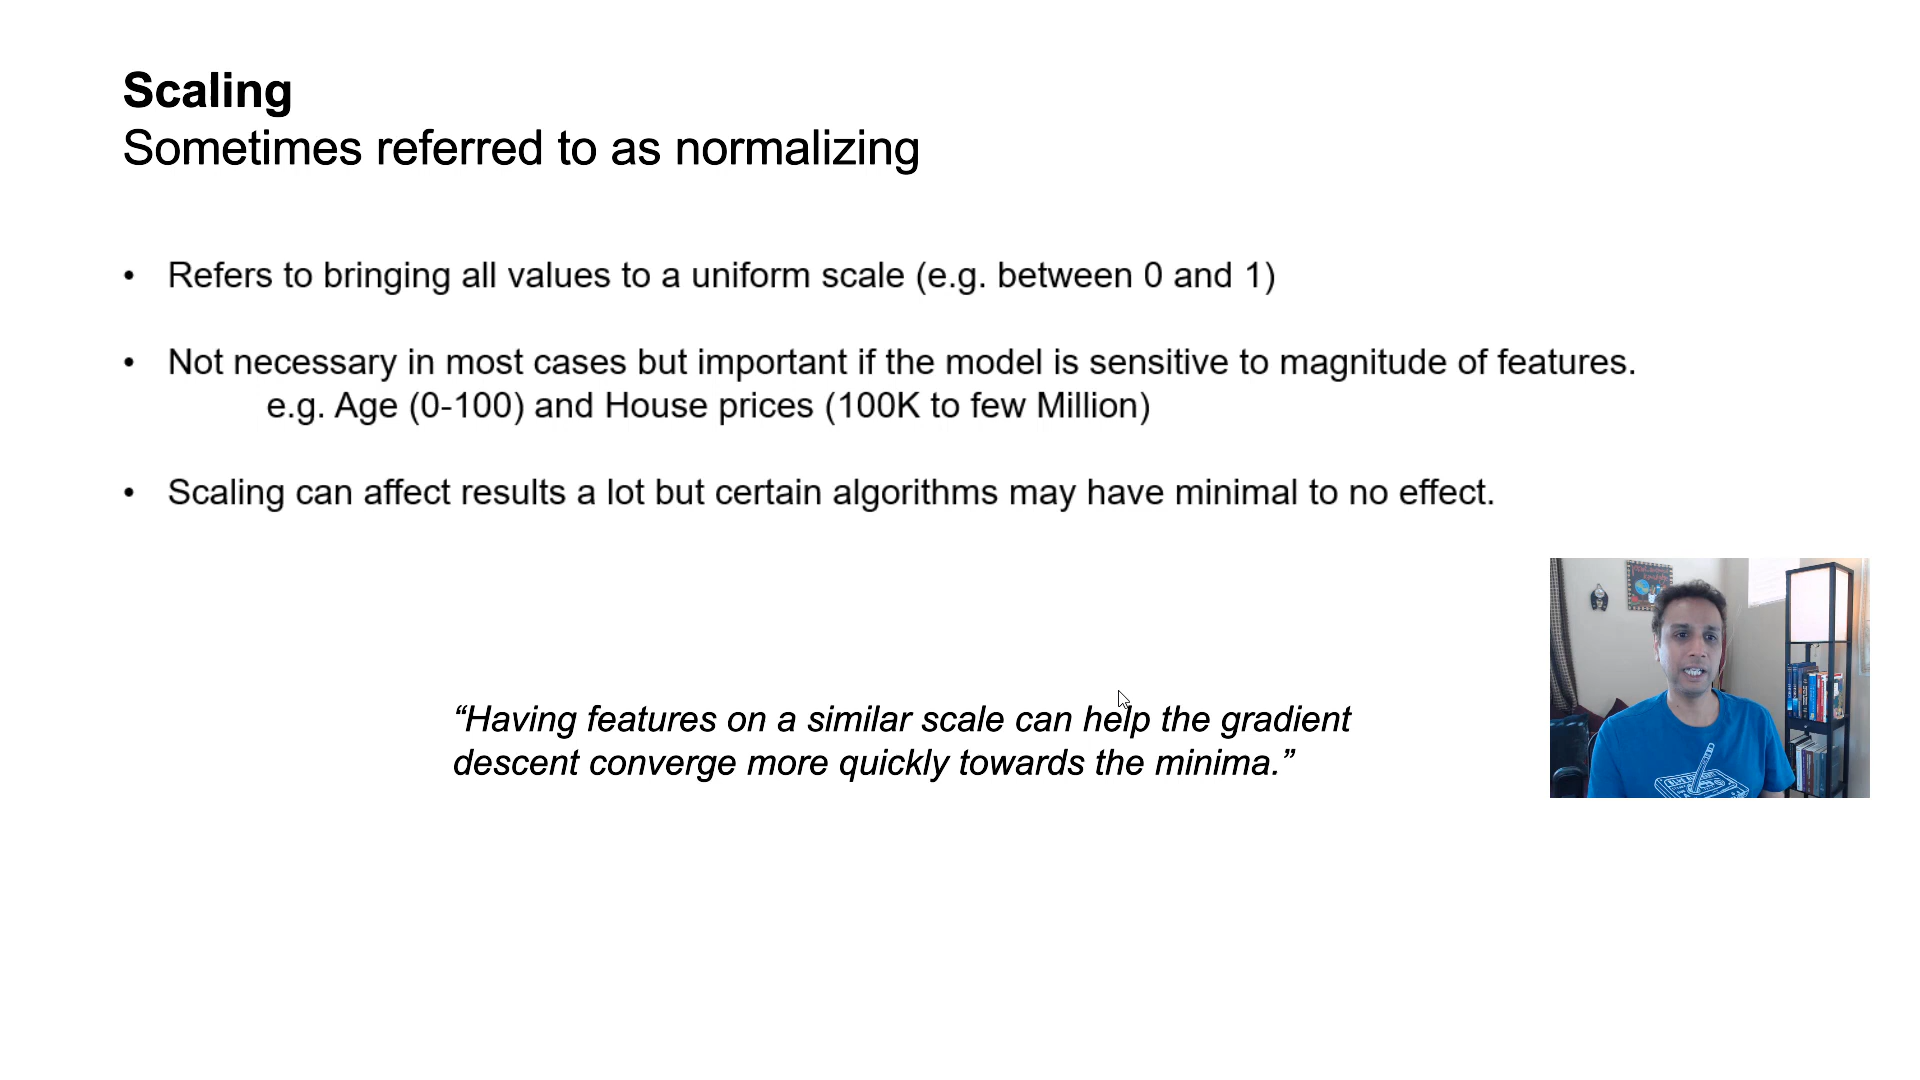 Scaling
Sometimes referred to as normalizing
• Refers to bringing all values to a uniform scale (e.g. between 0 and 1)
• Not necessary in most cases but important if the model is sensitive to magnitude of features.
e.g. Age (0-100) and House prices (100K to few Million)
• Scaling can affect results a lot but certain algorithms may have minimal to no effect.
“Having features on a similar scale can help the gradient
descent converge more quickly towards the minima.”